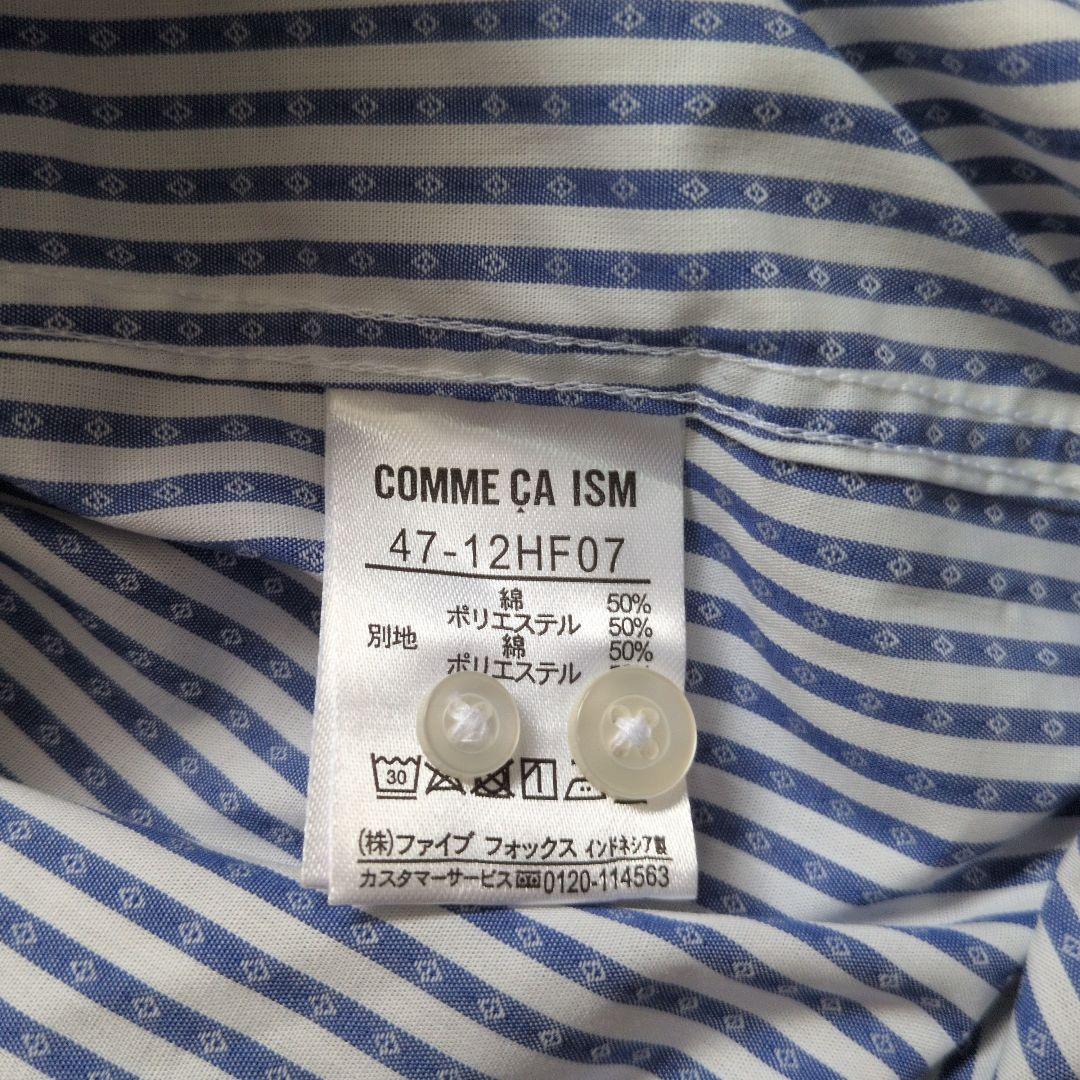 COMME ÇA ISM
47-12HF07
綿 50%
ポリエステル 50%
別地 綿 50%
ポリエステル
30
(株)ファイブ フォックス インドネシア製
カスタマーサービス 0120-114563